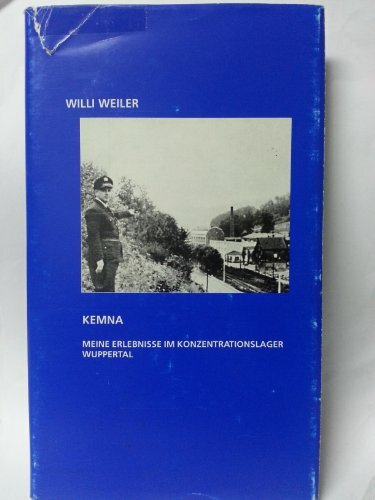 WILLI WEILER
KEMNA
MEINE ERLEBNISSE IM KONZENTRATIONSLAGER
WUPPERTAL